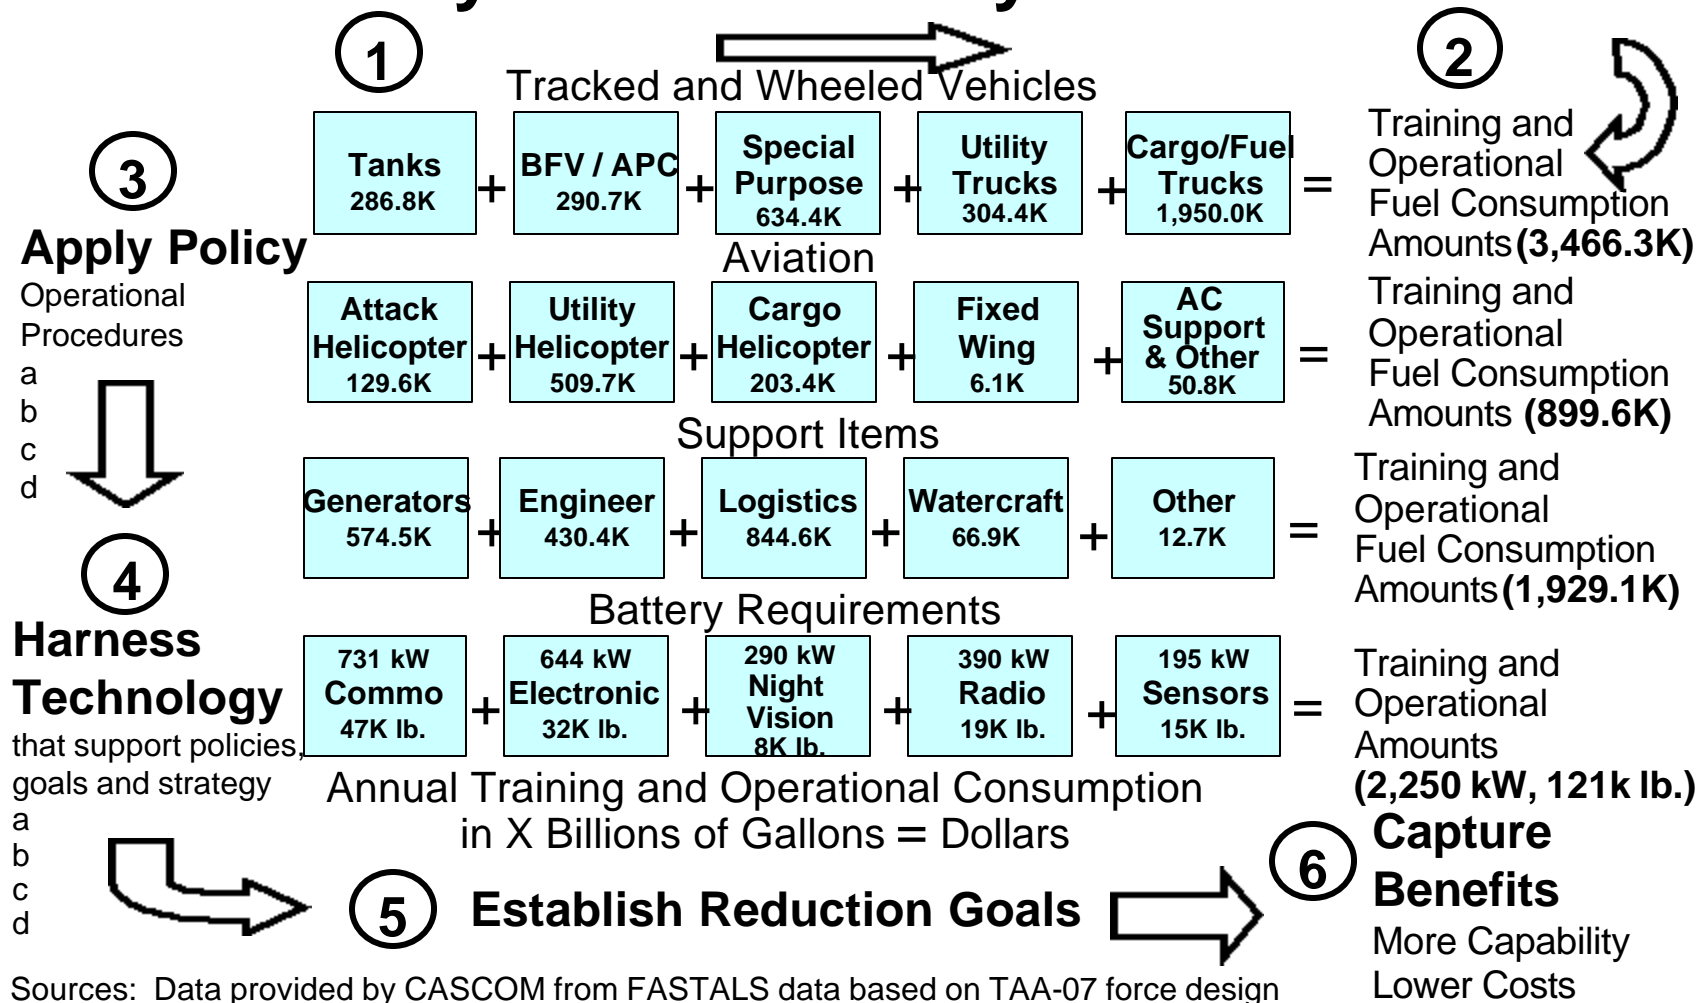 1
Tracked and Wheeled Vehicles
Tanks
286.8K
+
BFV / APC
290.7K
+
Special
Purpose
634.4K
+
Utility
Trucks
304.4K
+
Cargo/Fuel
Trucks
1,950.0K
=
2
Training and
Operational
Fuel Consumption
Amounts (3,466.3K)
Aviation
Attack
Helicopter
129.6K
+
Utility
Helicopter
509.7K
+
Cargo
Helicopter
203.4K
+
Fixed
Wing
6.1K
+
AC
Support
& Other
50.8K
=
Training and
Operational
Fuel Consumption
Amounts (899.6K)
Support Items
Generators
574.5K
+
Engineer
430.4K
+
Logistics
844.6K
+
Watercraft
66.9K
+
Other
12.7K
=
Training and
Operational
Fuel Consumption
Amounts (1,929.1K)
Battery Requirements
731 kW
Commo
47K lb.
+
644 kW
Electronic
32K lb.
+
290 kW
Night
Vision
8K lb.
+
390 kW
Radio
19K lb.
+
195 kW
Sensors
15K lb.
=
Training and
Operational
Amounts
(2,250 kW, 121k lb.)
Annual Training and Operational Consumption
in X Billions of Gallons = Dollars
3
Apply Policy
Operational
Procedures
a
b
c
d
4
Harness
Technology
that support policies,
goals and strategy
a
b
c
d
5
Establish Reduction Goals
6
Capture
Benefits
More Capability
Lower Costs
Sources: Data provided by CASCOM from FASTALS data based on TAA-07 force design